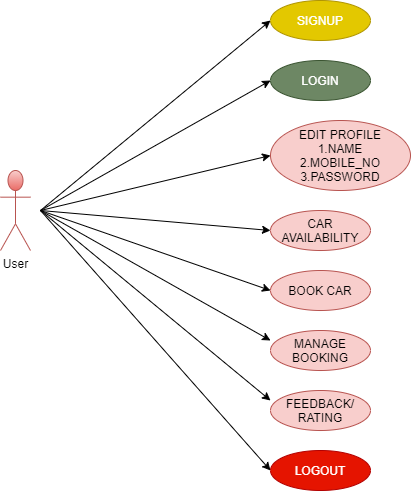 SIGNUP
LOGIN
EDIT PROFILE
1.NAME
2.MOBILE_NO
3.PASSWORD
CAR
AVAILABILITY
User
BOOK CAR
MANAGE
BOOKING
FEEDBACK/
RATING
LOGOUT